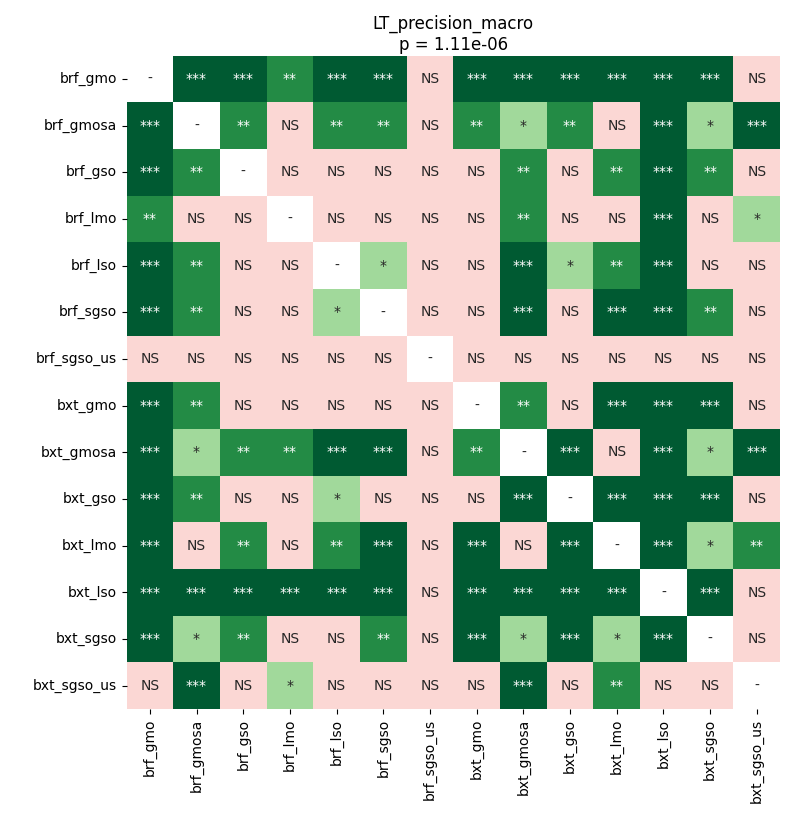 LT_precision_macro
p = 1.11e-06
brf_gmo - *** *** ** *** *** NS *** *** *** *** *** *** NS
brf_gmosa *** - ** NS ** ** NS ** * ** NS *** * ***
brf_gso *** ** - NS NS NS NS NS ** NS ** *** ** NS
brf_lmo ** NS NS - NS NS NS NS ** NS NS *** NS *
brf_lso *** ** NS NS - * NS NS *** * ** *** NS NS
brf_sgso *** ** NS NS * - NS NS *** NS *** *** ** NS
brf_sgso_us NS NS NS NS NS NS - NS NS NS NS NS NS NS
bxt_gmo *** ** NS NS NS NS NS - ** NS *** *** *** NS
bxt_gmosa *** * ** ** *** *** NS ** - *** NS *** * ***
bxt_gso *** ** NS NS * NS NS NS *** - *** *** *** NS
bxt_lmo *** NS ** NS ** *** NS *** NS *** - *** * **
bxt_lso *** *** *** *** *** *** NS *** *** *** *** - *** NS
bxt_sgso *** * ** NS NS ** NS *** * *** * *** - NS
bxt_sgso_us NS *** NS * NS NS NS NS *** NS ** NS NS -
brf_gmo
brf_gmosa
brf_gso
brf_lmo
brf_lso
brf_sgso
brf_sgso_us
bxt_gmo
bxt_gmosa
bxt_gso
bxt_lmo
bxt_lso
bxt_sgso
bxt_sgso_us